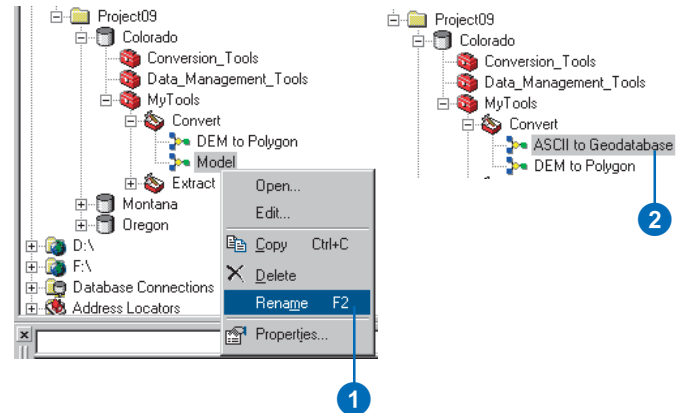 Project09
Colorado
Conversion_Tools
Data_Management_Tools
MyTools
Convert
DEM to Polygon
Model
Extract
Montana
Oregon
D:\
F:\
Database Connections
Address Locators
Open...
Edit...
Copy Ctrl+C
Delete
Rename F2
Properties...
1
Project09
Colorado
Conversion_Tools
Data_Management_Tools
MyTools
Convert
ASCII to Geodatabase
DEM to Polygon
2